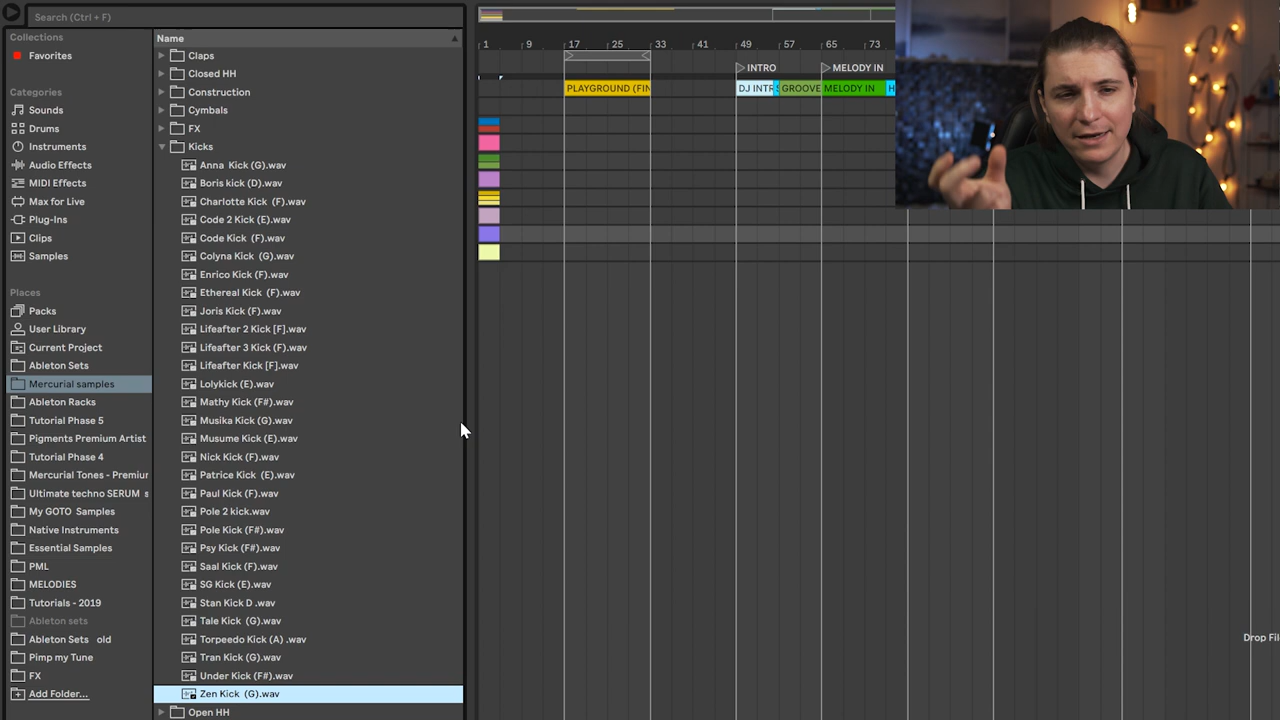 Search (Ctrl + F)
Collections
Favorites
Categories
Sounds
Drums
Instruments
Audio Effects
MIDI Effects
Max for Live
Plug-Ins
Clips
Samples
Places
Packs
User Library
Current Project
Ableton Sets
Mercurial samples
Ableton Racks
Tutorial Phase 5
Pigments Premium Artist
Tutorial Phase 4
Mercurial Tones - Premiur
Ultimate techno SERUM s
My GOTO Samples
Native Instruments
Essential Samples
PML
MELODIES
Tutorials - 2019
Ableton sets
Ableton Sets old
Pimp my Tune
FX
Add Folder...
Name
Claps
Closed HH
Construction
Cymbals
FX
Kicks
Anna Kick (G).wav
Boris kick (D).wav
Charlotte Kick (F).wav
Code 2 Kick (E).wav
Code Kick (F).wav
Colyna Kick (G).wav
Enrico Kick (F).wav
Ethereal Kick (F).wav
Joris Kick (F).wav
Lifeafter 2 Kick [F].wav
Lifeafter 3 Kick (F).wav
Lifeafter Kick [F].wav
Lolykick (E).wav
Mathy Kick (F#).wav
Musika Kick (G).wav
Musume Kick (E).wav
Nick Kick (F).wav
Patrice Kick (E).wav
Paul Kick (F).wav
Pole 2 kick.wav
Pole Kick (F#).wav
Psy Kick (F#).wav
Saal Kick (F).wav
SG Kick (E).wav
Stan Kick D .wav
Tale Kick (G).wav
Torpeedo Kick (A) .wav
Tran Kick (G).wav
Under Kick (F#).wav
Zen Kick (G).wav
Open HH
1 9 17 25 33 41 49 57 65 73
INTRO MELODY IN
PLAYGROUND (FIN DJ INTR GROOVE MELODY IN H
Drop Fil